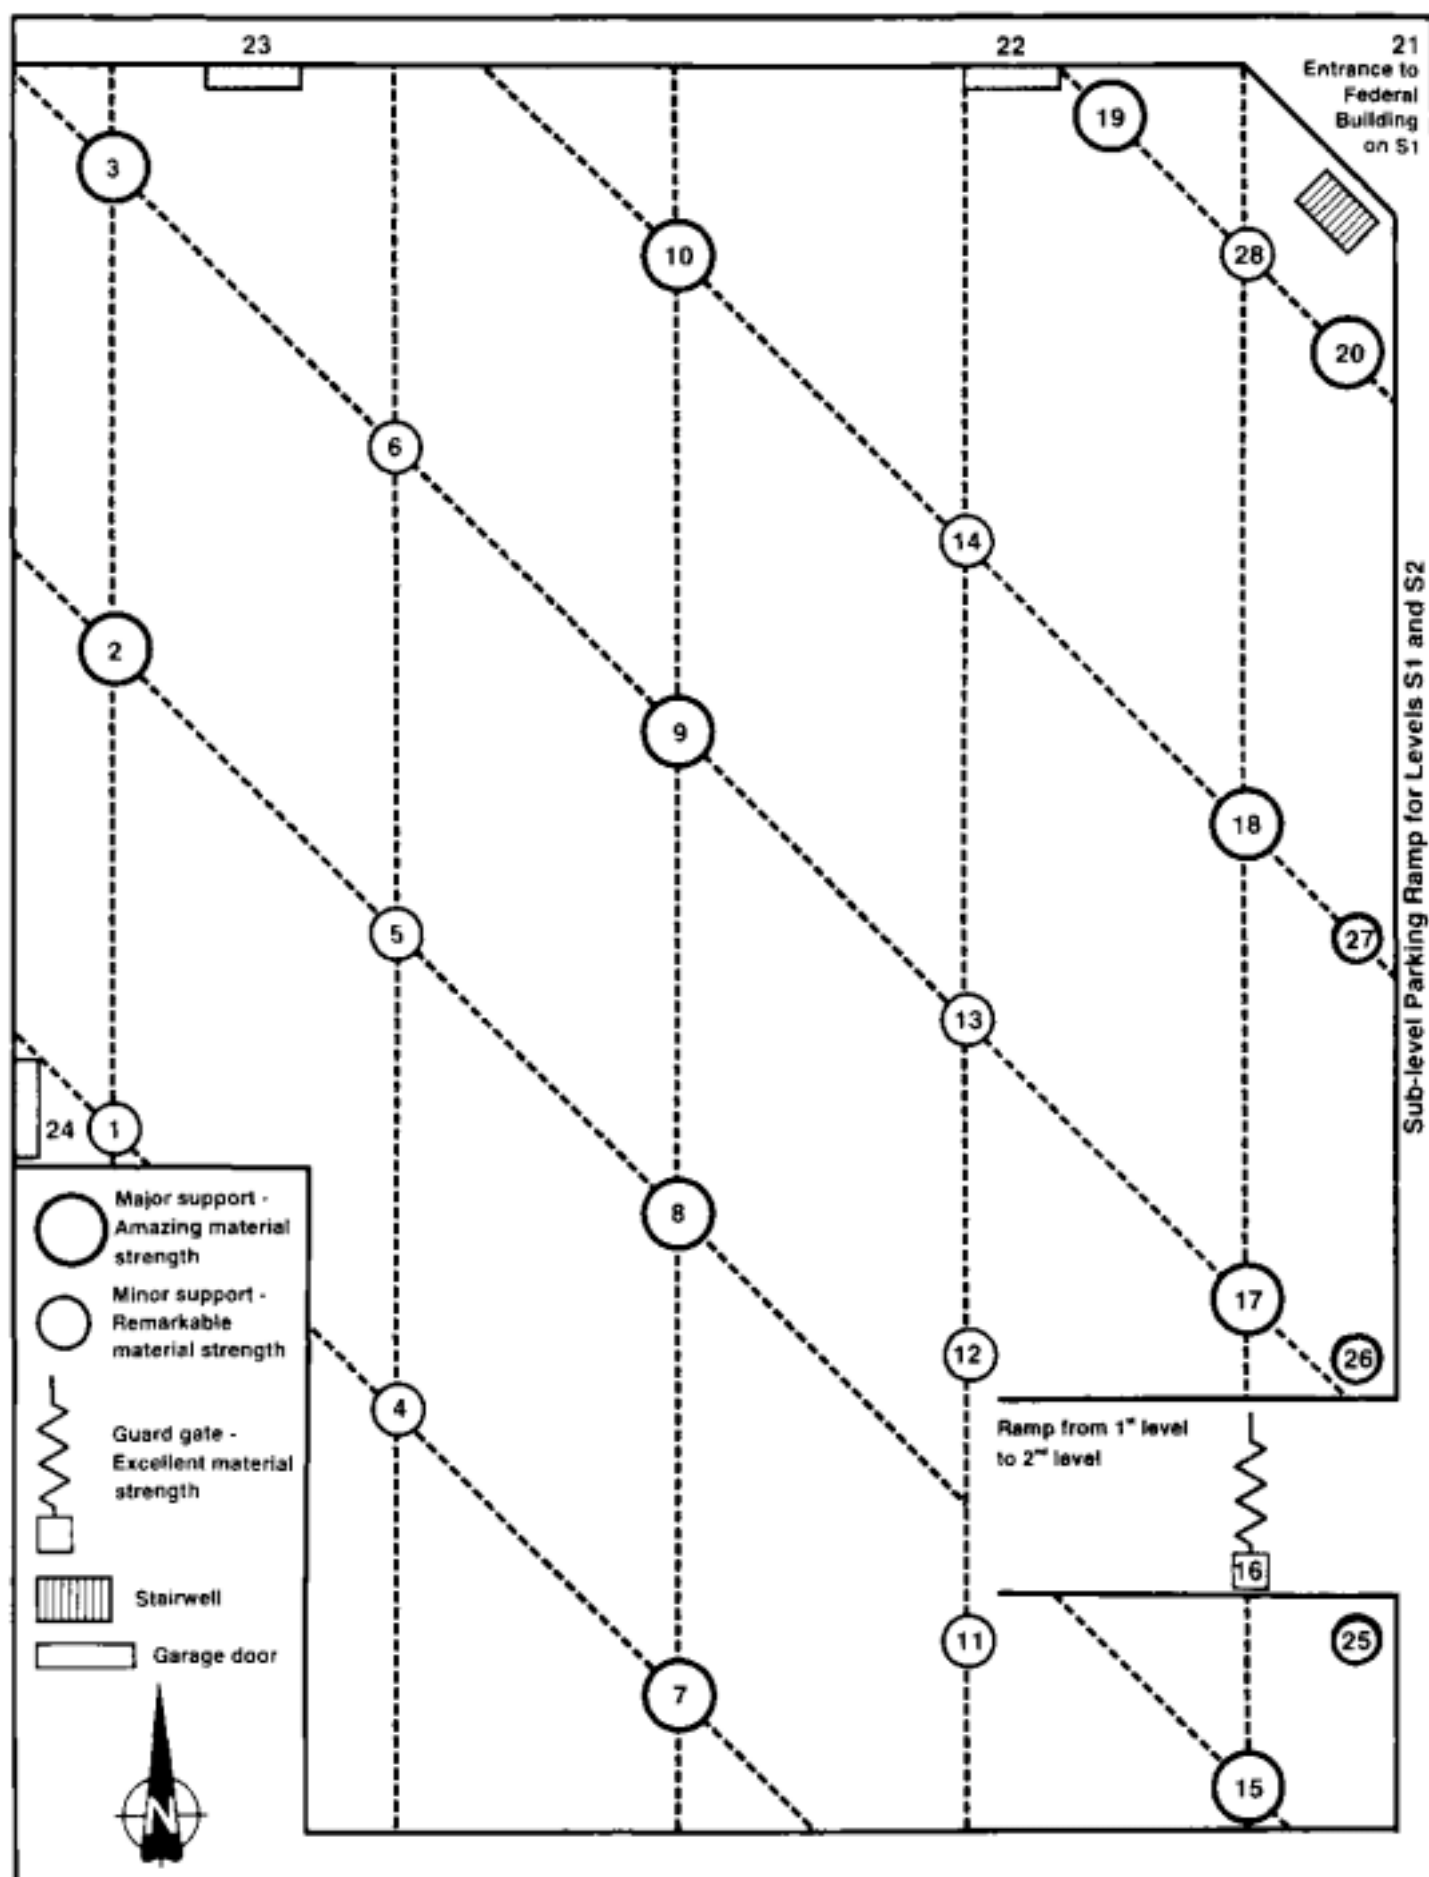 23
22
21
Entrance to
Federal
Building
on S1
19
3
10
28
20
6
14
2
9
18
5
27
13
24
1
8
17
12
26
4
Ramp from 1st level
to 2nd level
16
11
25
7
15
Sub-level Parking Ramp for Levels S1 and S2
Major support -
Amazing material
strength
Minor support -
Remarkable
material strength
Guard gate -
Excellent material
strength
Stairwell
Garage door
N